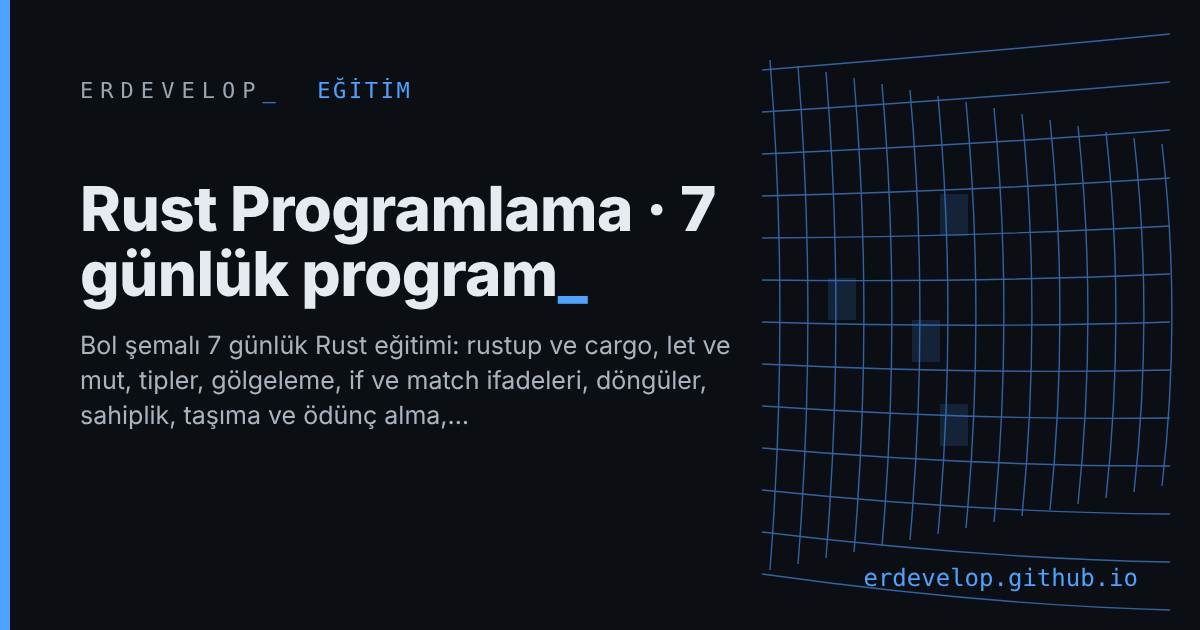 ERDEVELOP_ EĞİTİM
Rust Programlama · 7
günlük program_
Bol şemalı 7 günlük Rust eğitimi: rustup ve cargo, let ve
mut, tipler, gölgeleme, if ve match ifadeleri, döngüler,
sahiplik, taşıma ve ödünç alma,…
erdevelop.github.io